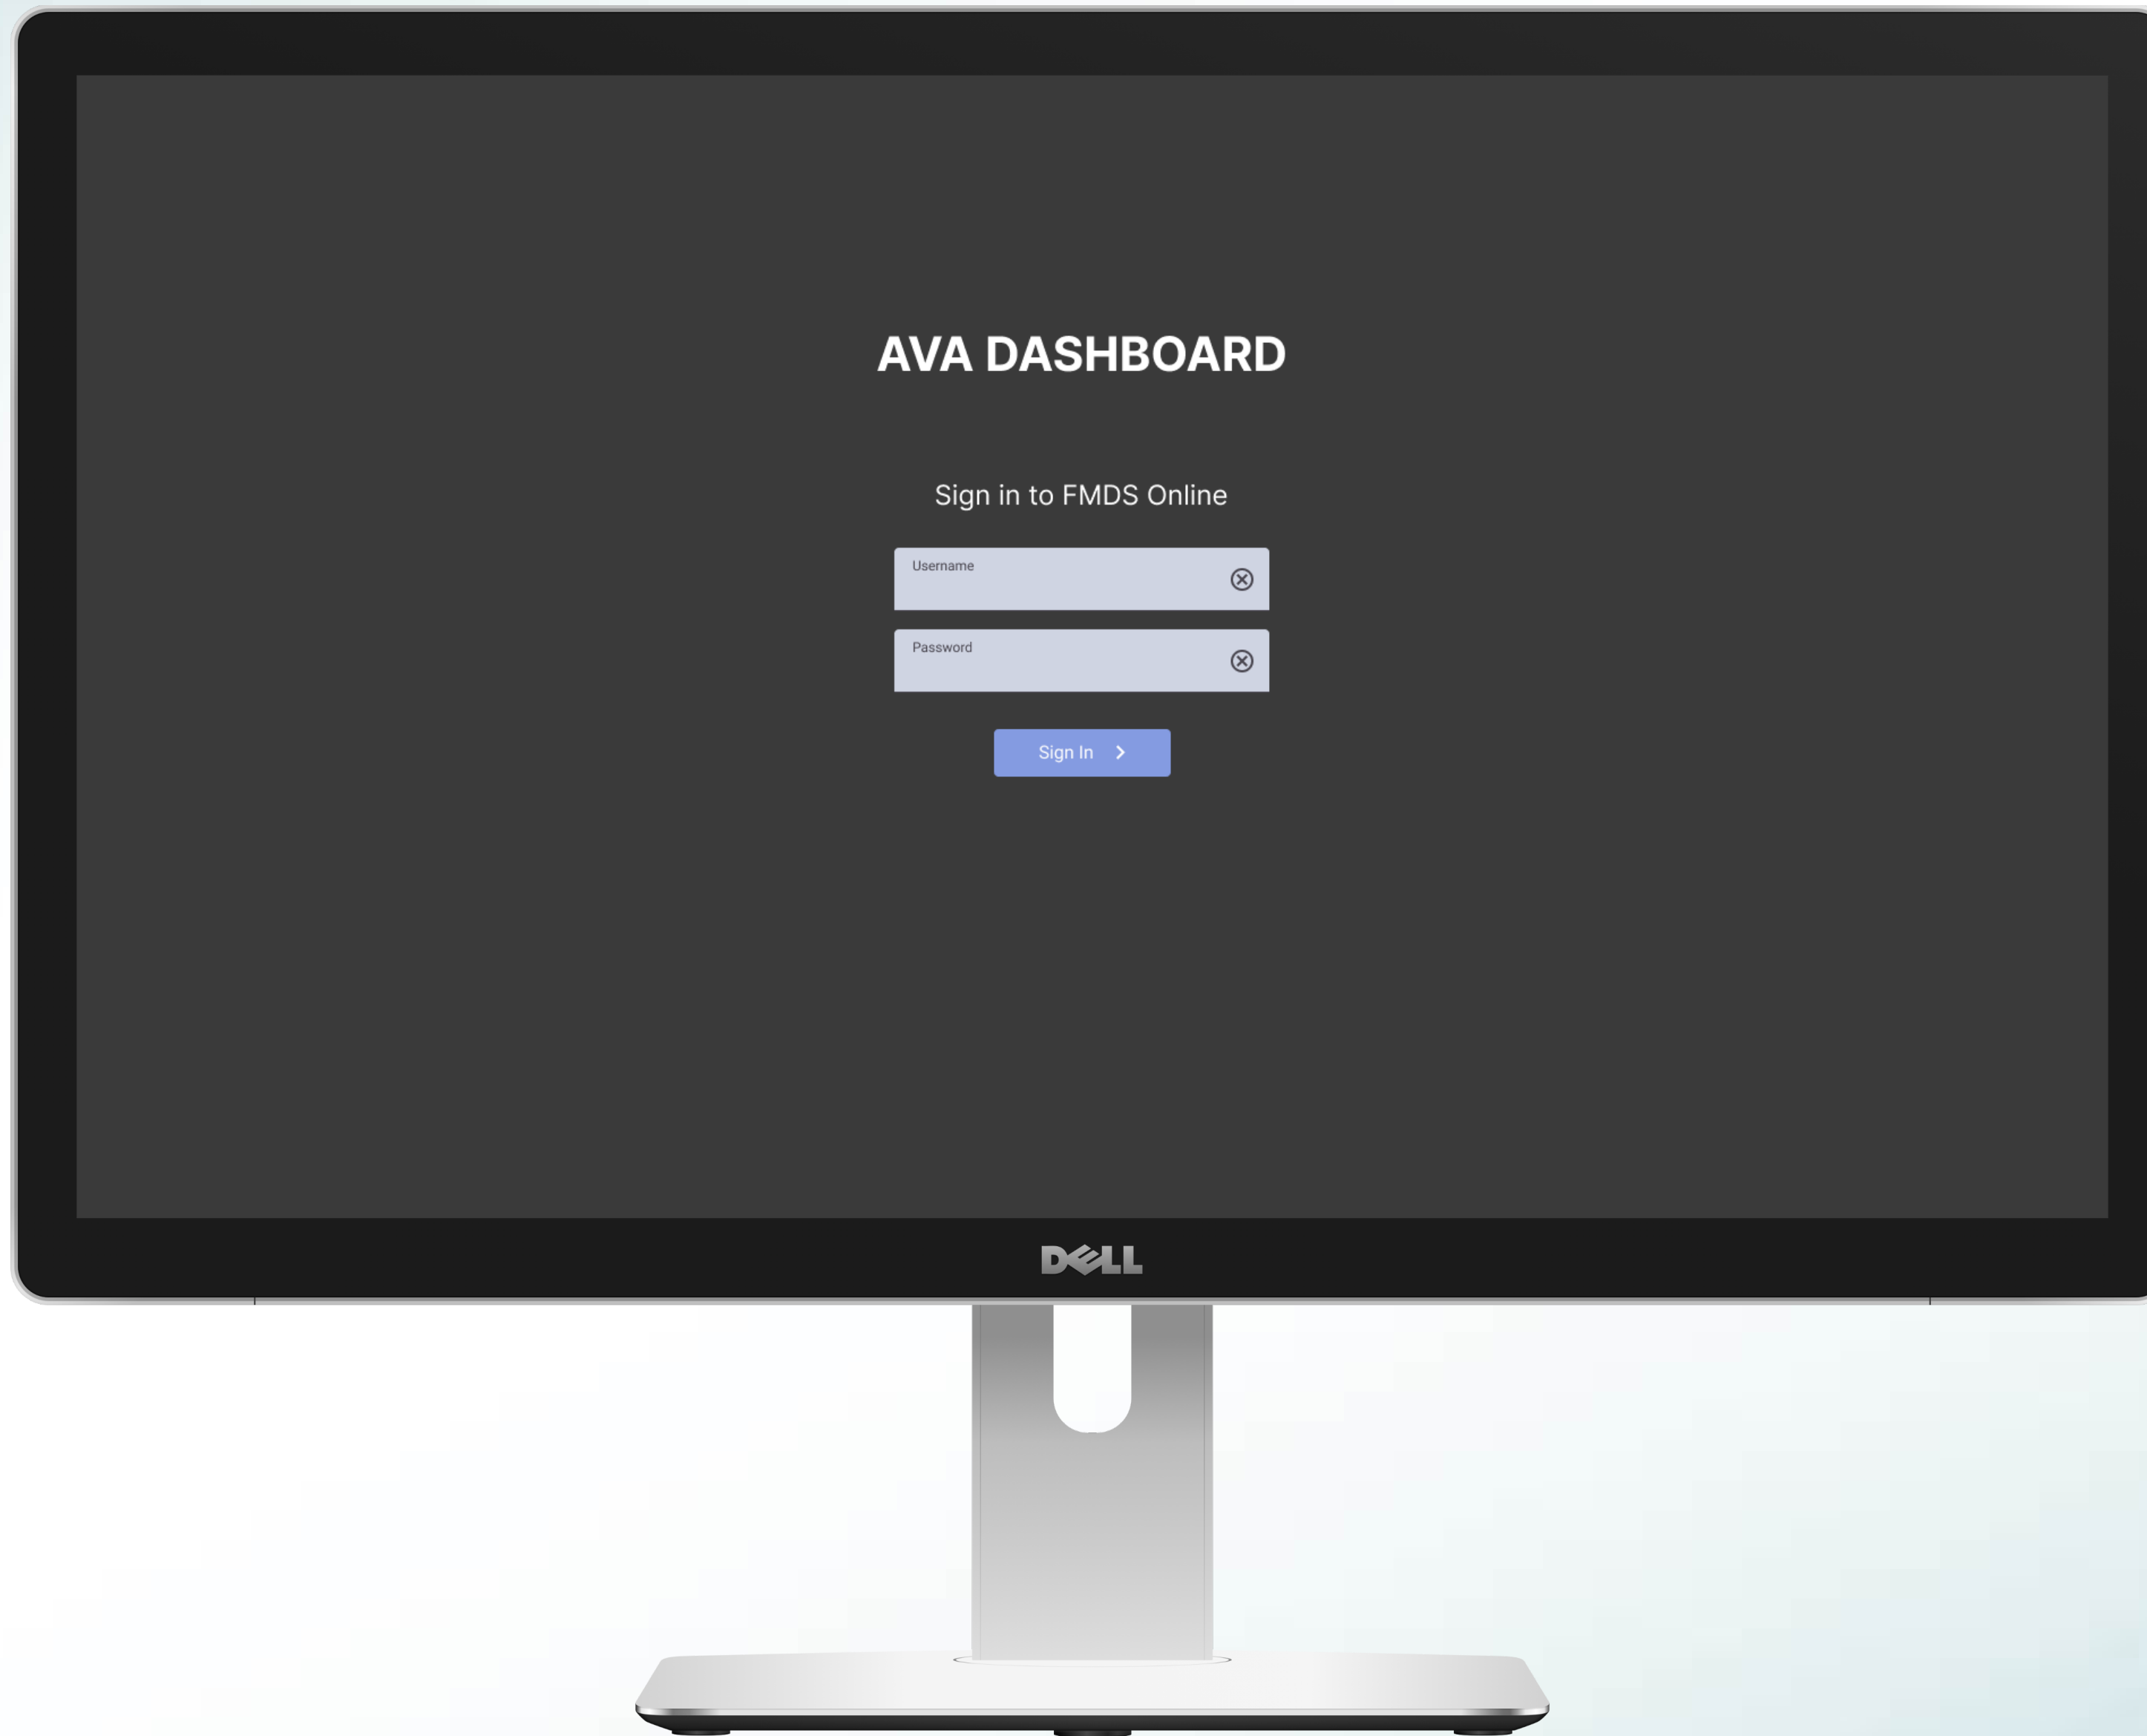 AVA DASHBOARD
Sign in to FMDS Online
Username
Password
Sign In
DELL